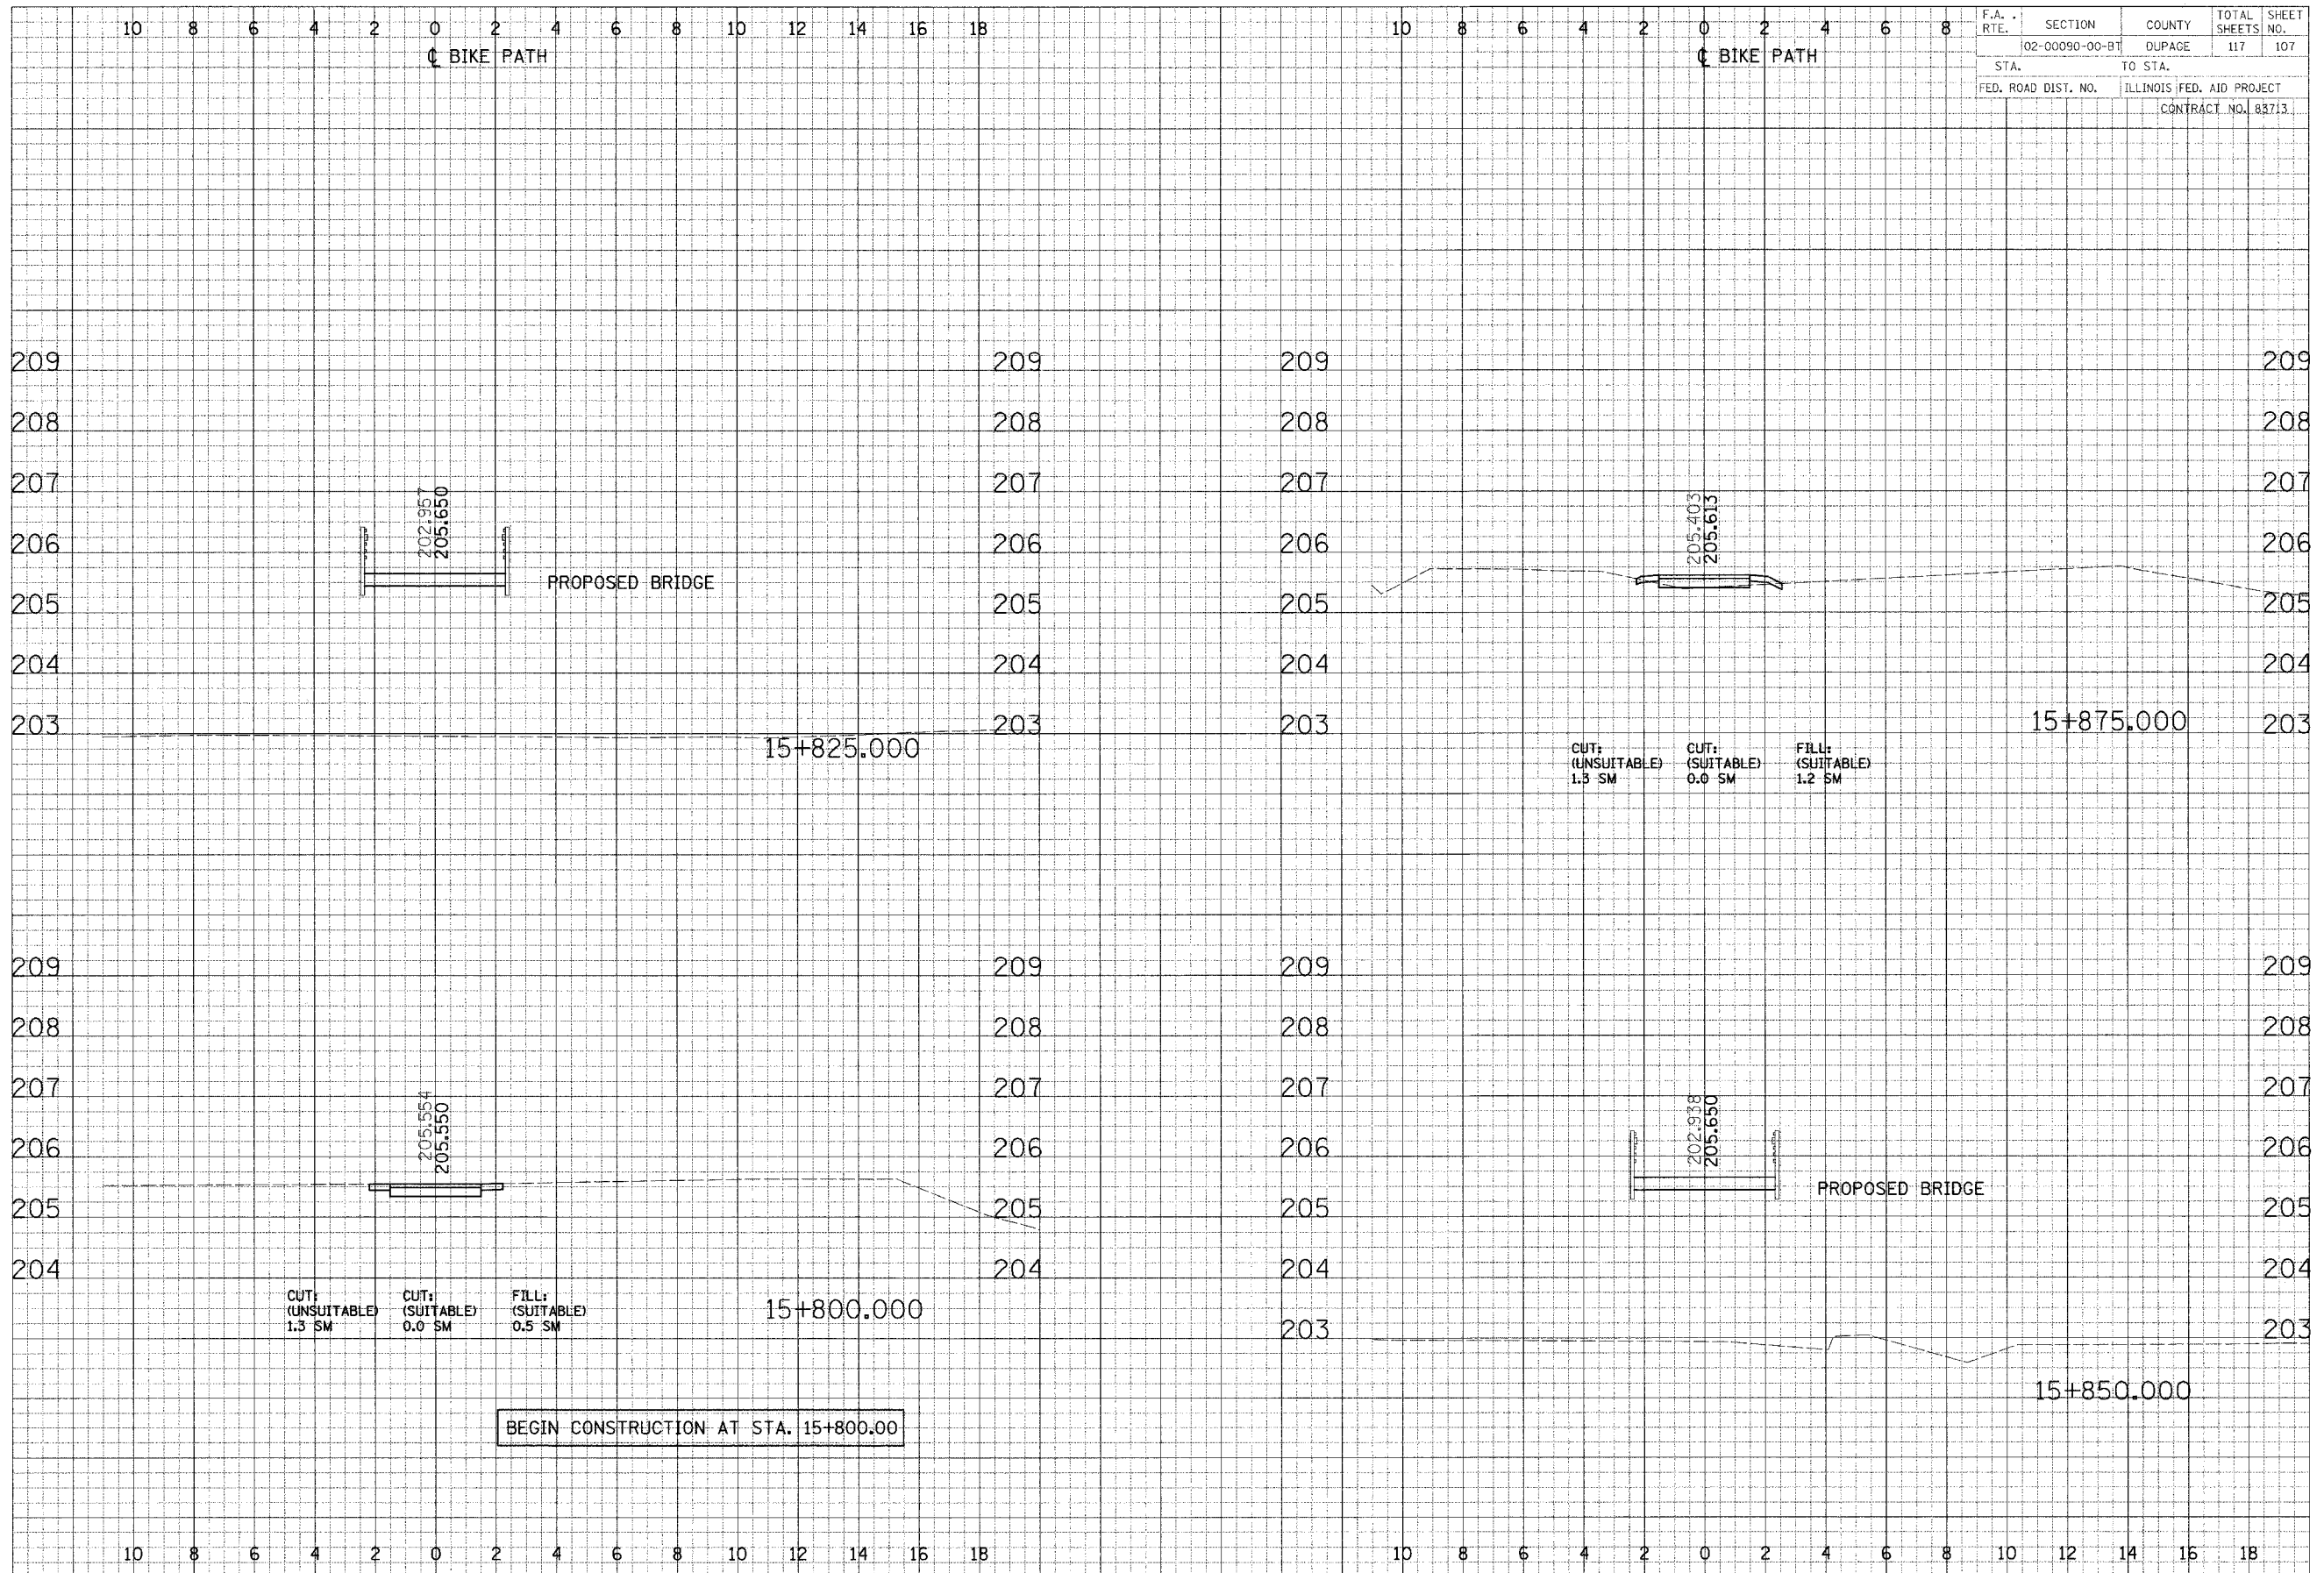 10 8 6 4 2 0 2 4 6 8 10 12 14 16 18
℄ BIKE PATH
10 8 6 4 2 0 2 4 6 8
℄ BIKE PATH
F.A. RTE. SECTION COUNTY TOTAL SHEETS SHEET NO.
02-00090-00-BT DUPAGE 117 107
STA. TO STA.
FED. ROAD DIST. NO. ILLINOIS FED. AID PROJECT
CONTRACT NO. 83713
209 209
208 208
207 207
202.957
205.650
206 206
PROPOSED BRIDGE
205 205
204 204
203 203
15+825.000
209 209
208 208
207 207
205.403
205.613
206 206
205 205
204 204
203 203
15+875.000
CUT: CUT: FILL:
(UNSUITABLE) (SUITABLE) (SUITABLE)
1.3 SM 0.0 SM 1.2 SM
209 209
208 208
207 207
205.554
205.550
206 206
205 205
204 204
CUT: CUT: FILL:
(UNSUITABLE) (SUITABLE) (SUITABLE)
1.3 SM 0.0 SM 0.5 SM
15+800.000
BEGIN CONSTRUCTION AT STA. 15+800.00
209 209
208 208
207 207
202.938
205.650
206 206
PROPOSED BRIDGE
205 205
204 204
203 203
15+850.000
10 8 6 4 2 0 2 4 6 8 10 12 14 16 18
10 8 6 4 2 0 2 4 6 8 10 12 14 16 18